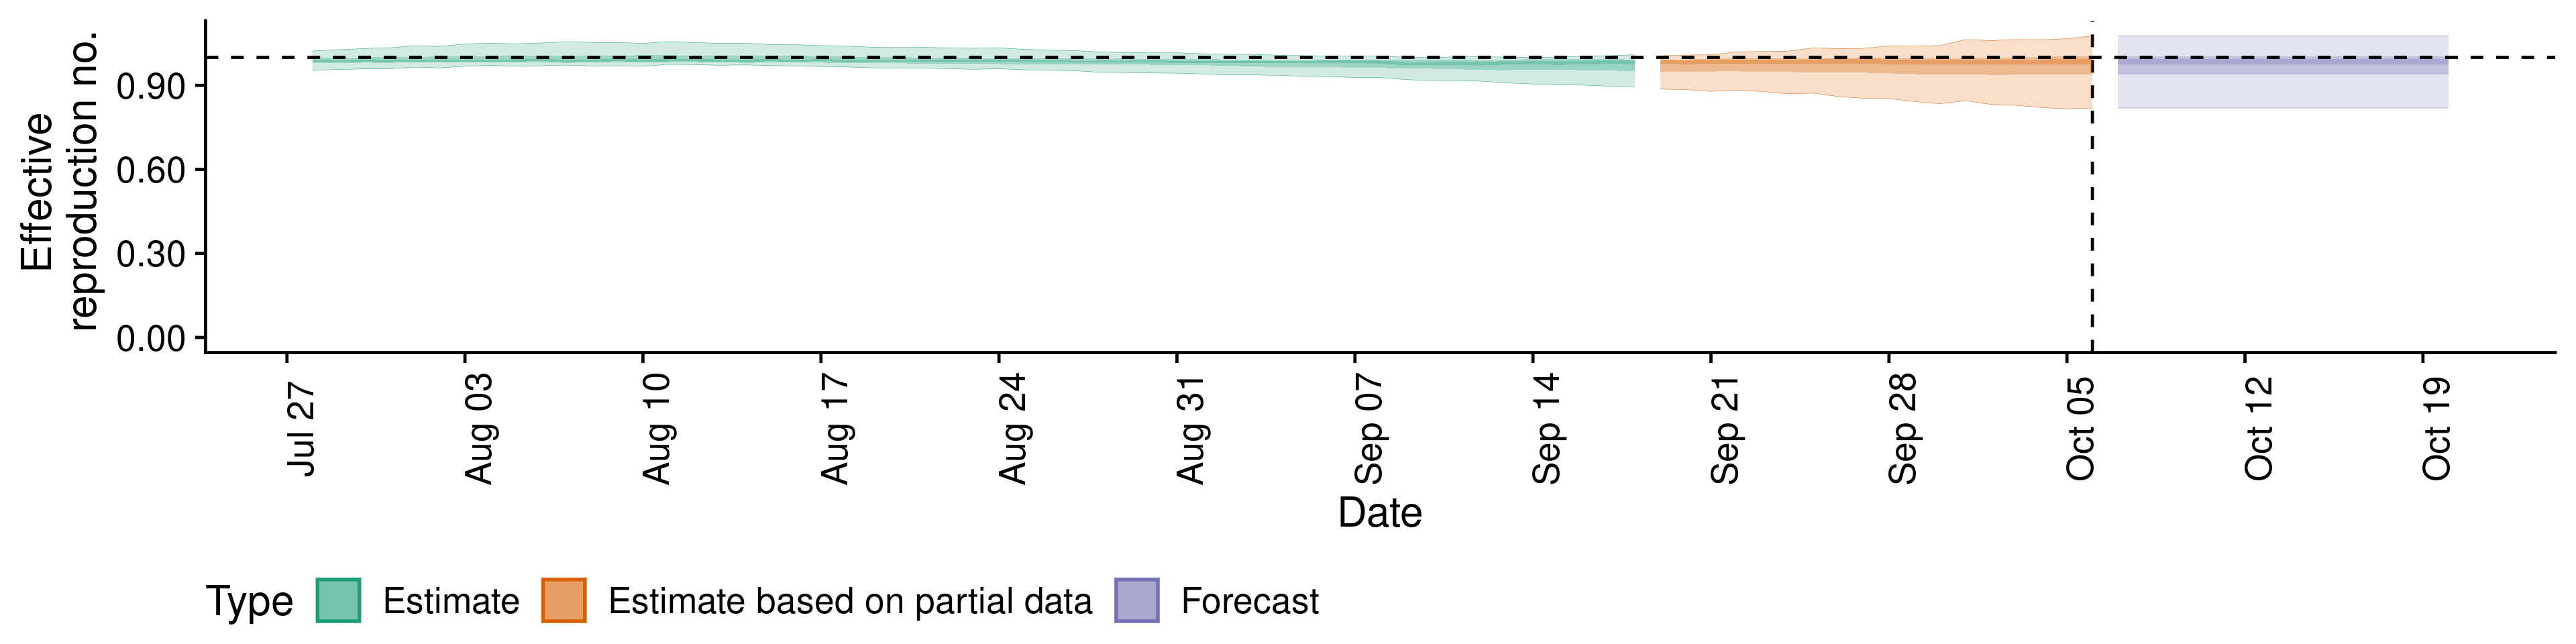 Effective
reproduction no.
0.90
0.60
0.30
0.00
Jul 27
Aug 03
Aug 10
Aug 17
Aug 24
Aug 31
Sep 07
Sep 14
Sep 21
Sep 28
Oct 05
Oct 12
Oct 19
Date
Type Estimate Estimate based on partial data Forecast